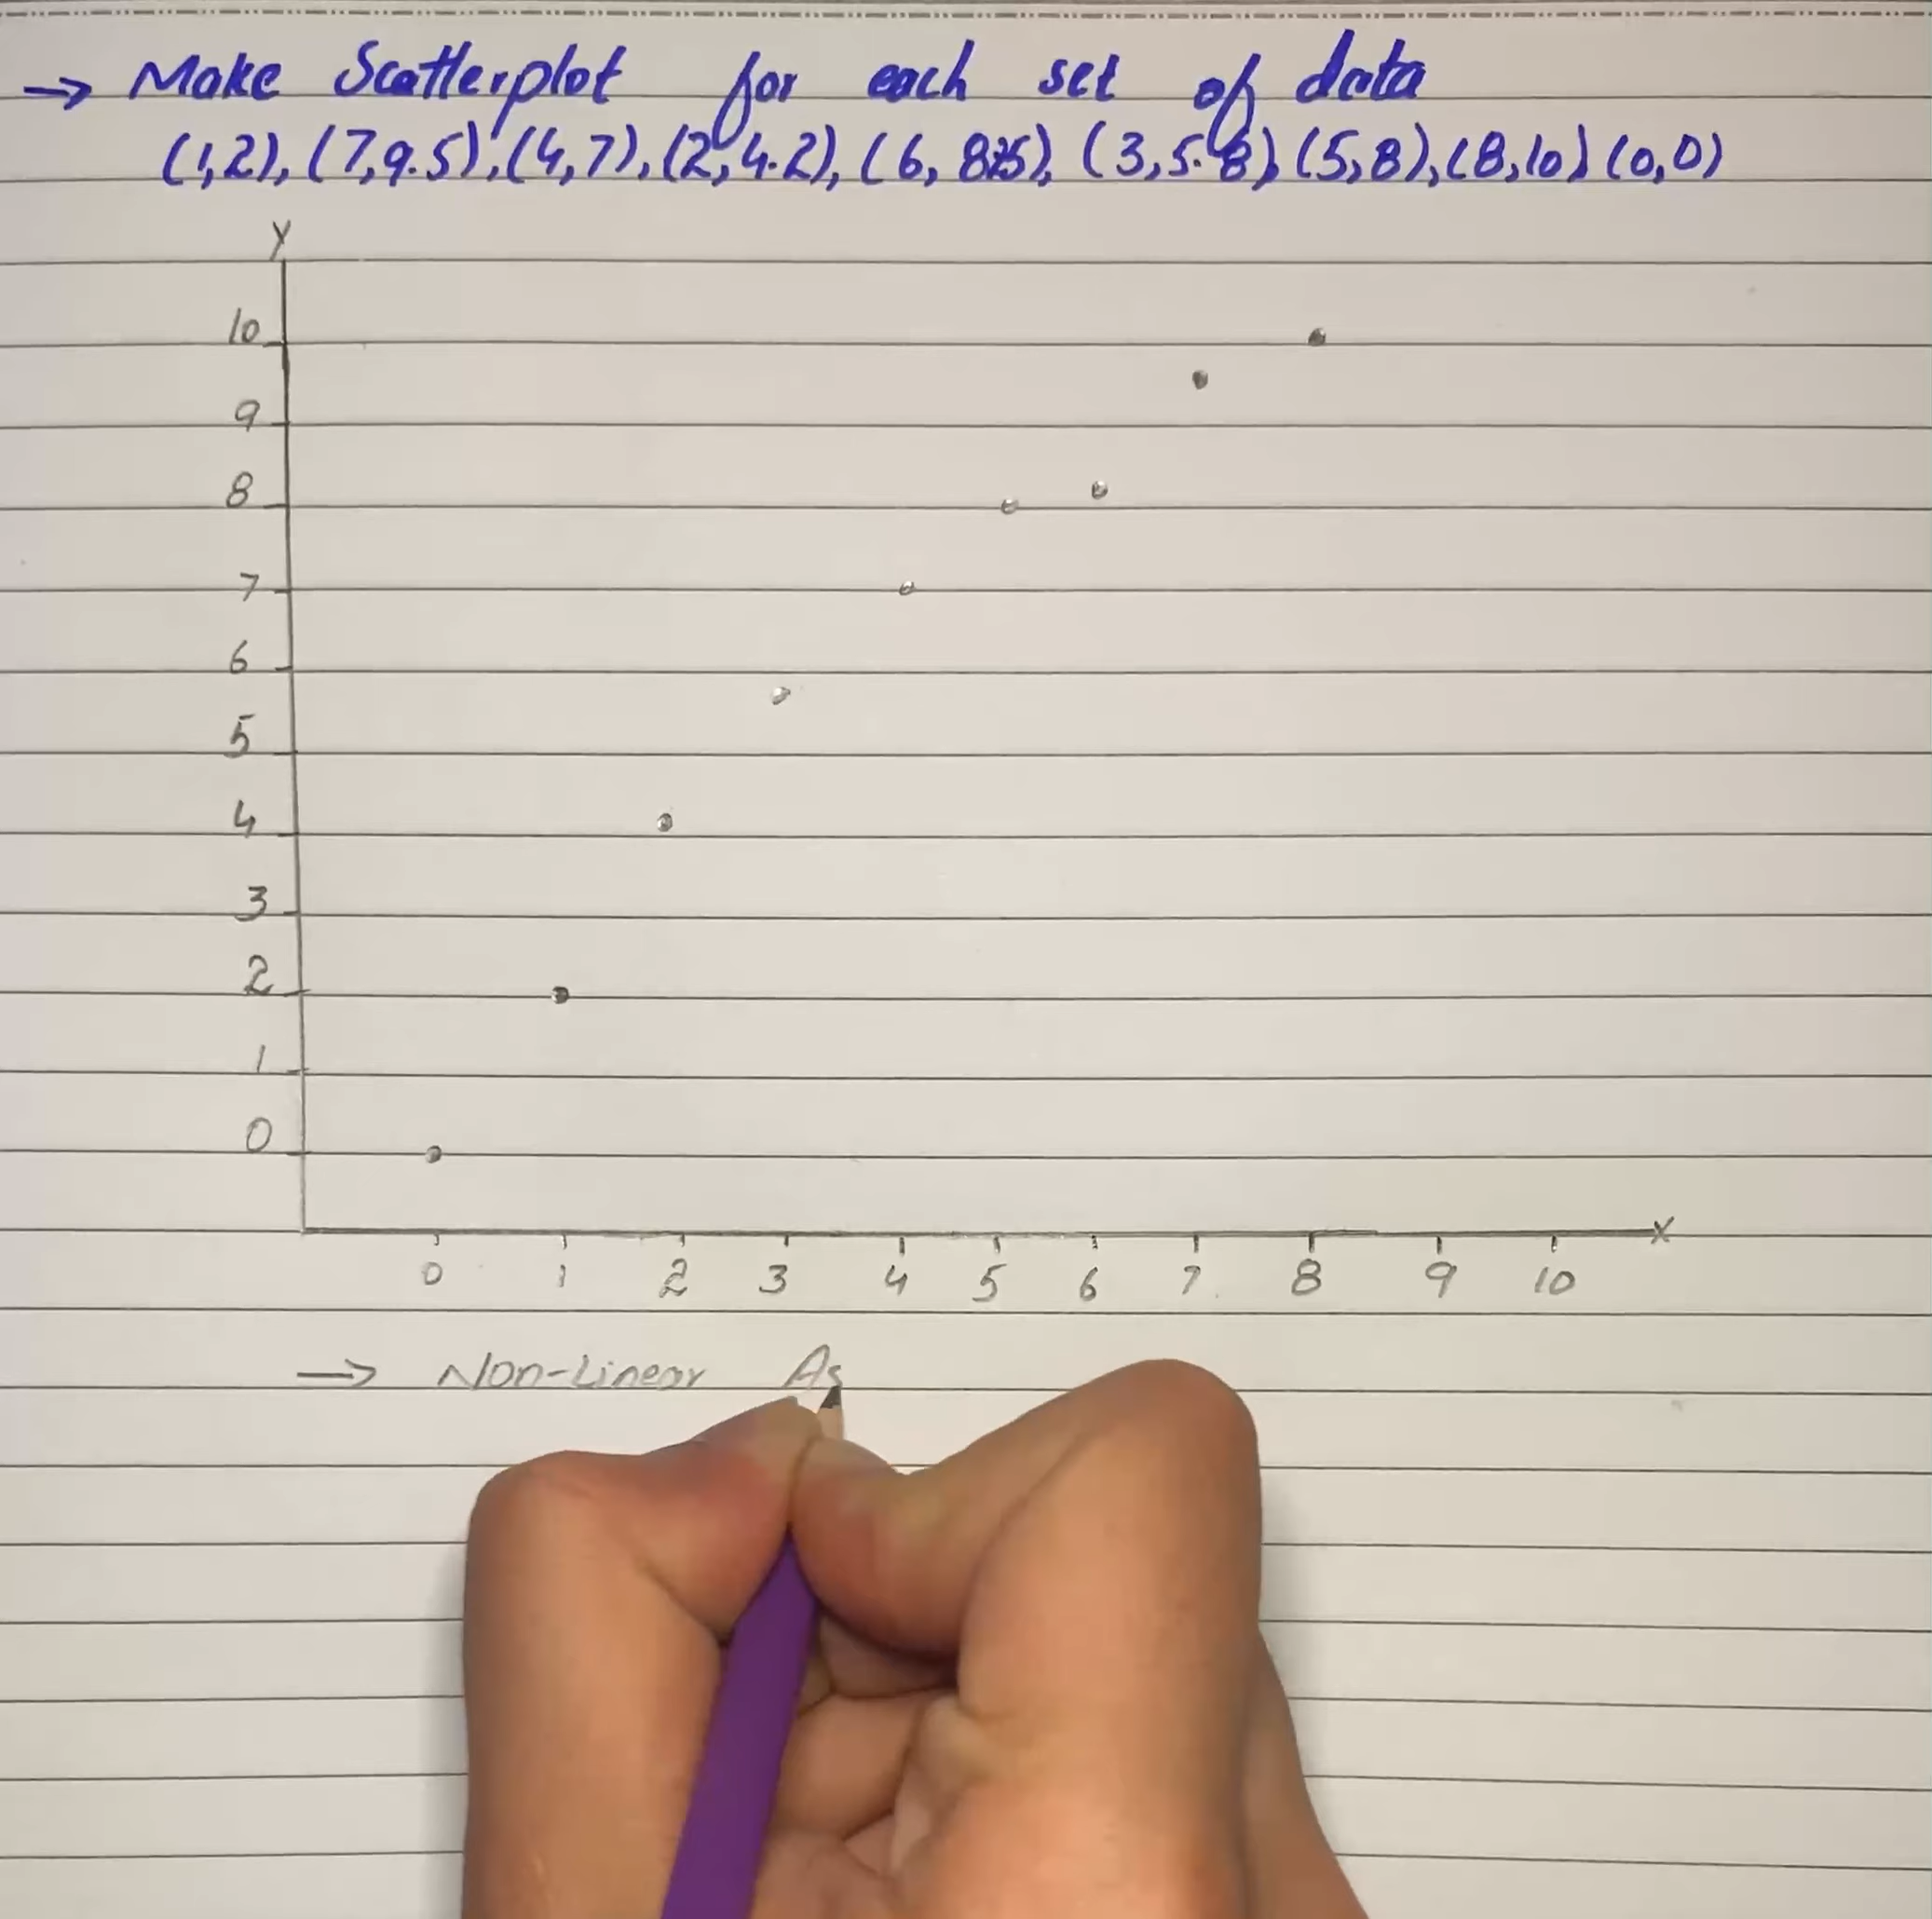 → Make Scatterplot for each set of data
(1,2), (7,9.5), (4,7), (2,4.2), (6, 8.25), (3,5.8), (5,8), (8,10) (0,0)
Y
10
9
8
7
6
5
4
3
2
1
0
X
0 1 2 3 4 5 6 7 8 9 10
→ Non-Linear As